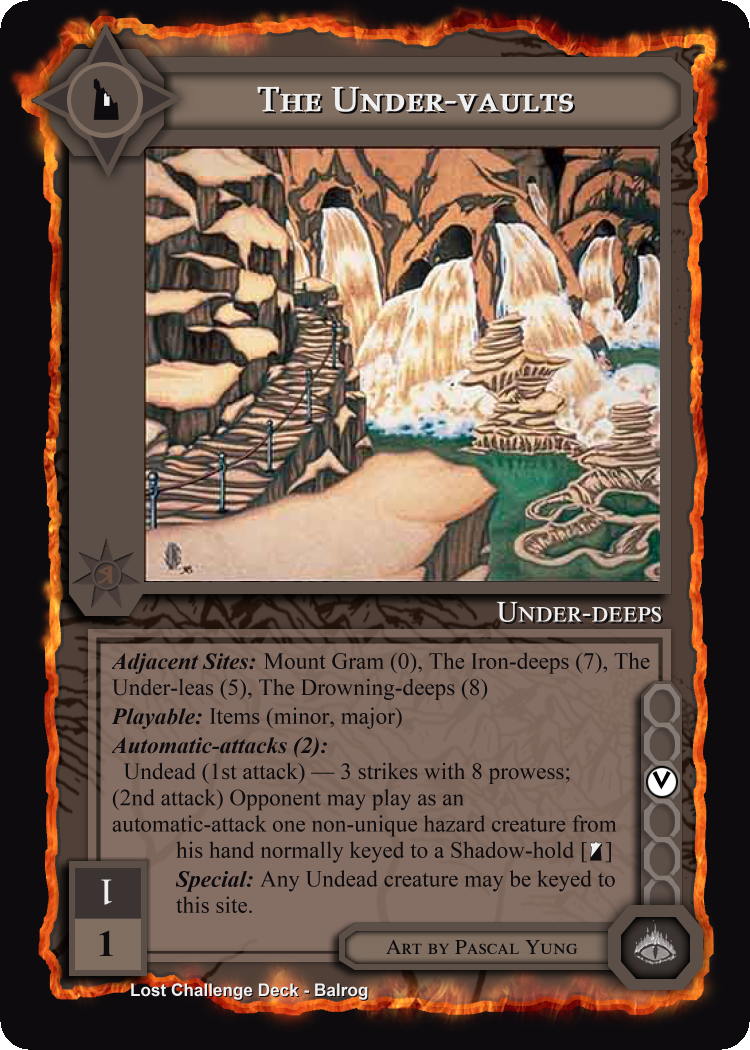 The Under-vaults
Under-deeps
Adjacent Sites: Mount Gram (0), The Iron-deeps (7), The
Under-leas (5), The Drowning-deeps (8)
Playable: Items (minor, major)
Automatic-attacks (2):
Undead (1st attack) — 3 strikes with 8 prowess;
(2nd attack) Opponent may play as an
automatic-attack one non-unique hazard creature from
his hand normally keyed to a Shadow-hold [ ]
Special: Any Undead creature may be keyed to
this site.
1
1
Art by Pascal Yung
Lost Challenge Deck - Balrog